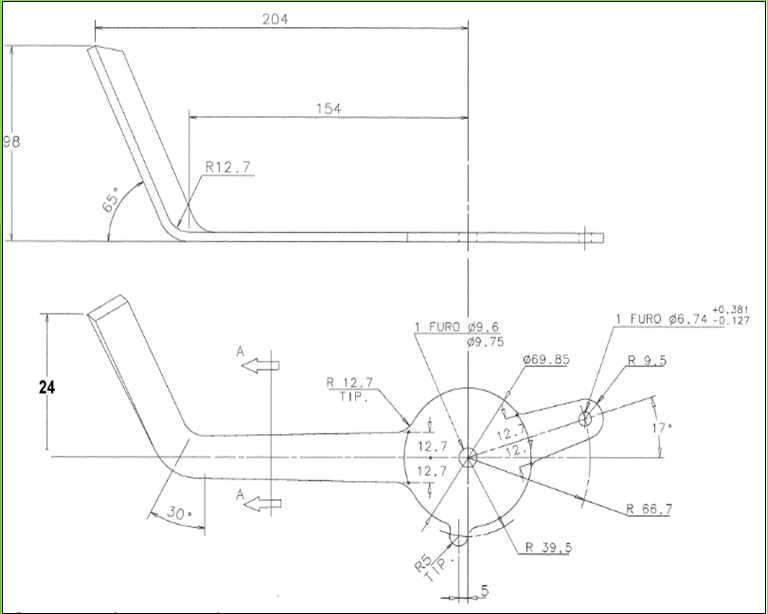 204
154
98
R12.7
65°
1 FURO Ø9.6
Ø9.75
1 FURO Ø6.74 +0,381
-0,127
A
Ø69.85
R 9.5
R 12.7
TIP.
24
17°
12.7
12.7
12.7
12.7
A
30°
R 66.7
R 39.5
R5
TIP.
5